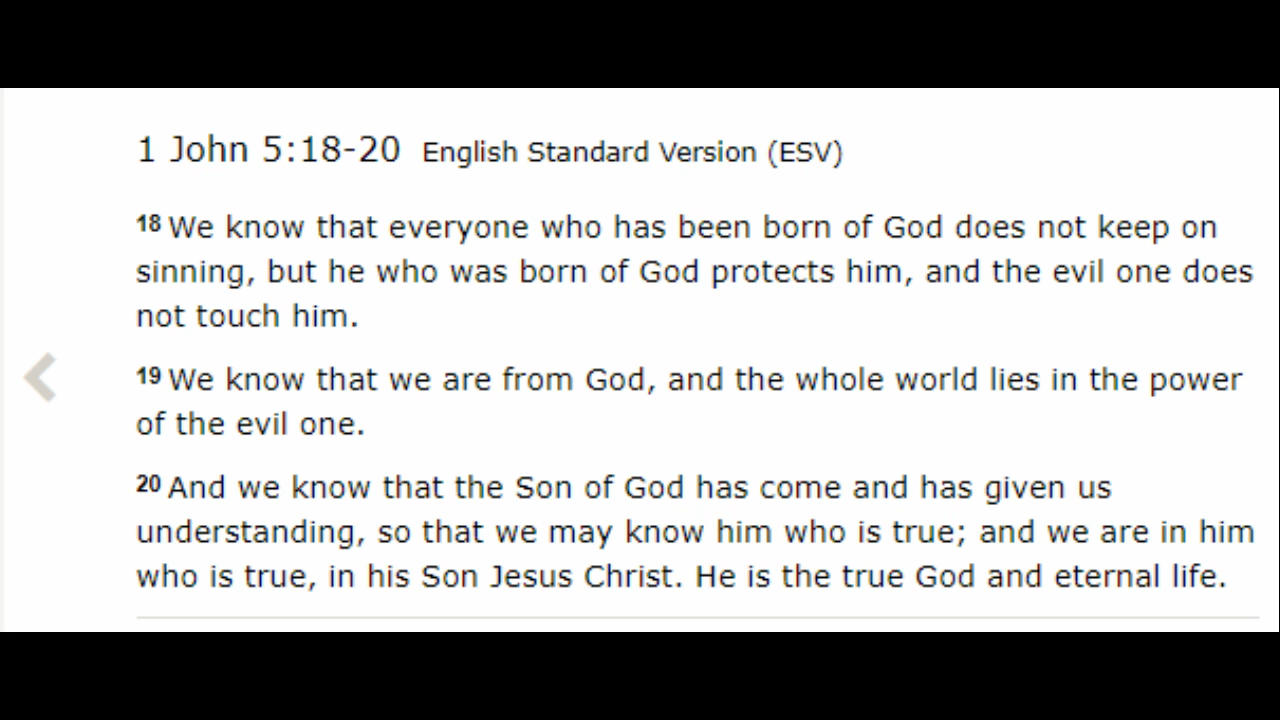 1 John 5:18-20 English Standard Version (ESV)
18 We know that everyone who has been born of God does not keep on
sinning, but he who was born of God protects him, and the evil one does
not touch him.
19 We know that we are from God, and the whole world lies in the power
of the evil one.
20 And we know that the Son of God has come and has given us
understanding, so that we may know him who is true; and we are in him
who is true, in his Son Jesus Christ. He is the true God and eternal life.